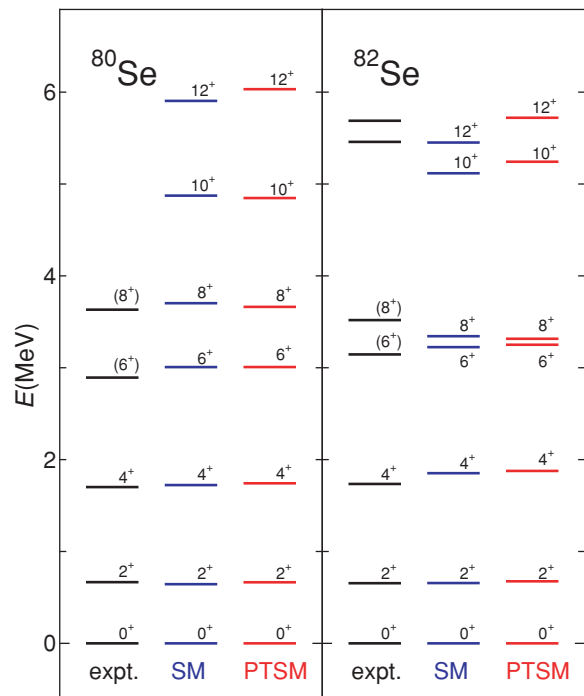 ⁸⁰Se
⁸²Se
E(MeV)
6
4
2
0
12⁺ 12⁺
10⁺ 10⁺
(8⁺) 8⁺ 8⁺
(6⁺) 6⁺ 6⁺
4⁺ 4⁺ 4⁺
2⁺ 2⁺ 2⁺
0⁺ 0⁺ 0⁺
expt. SM PTSM
12⁺ 12⁺
10⁺ 10⁺
(8⁺) 8⁺ 8⁺
(6⁺) 6⁺ 6⁺
4⁺ 4⁺ 4⁺
2⁺ 2⁺ 2⁺
0⁺ 0⁺ 0⁺
expt. SM PTSM